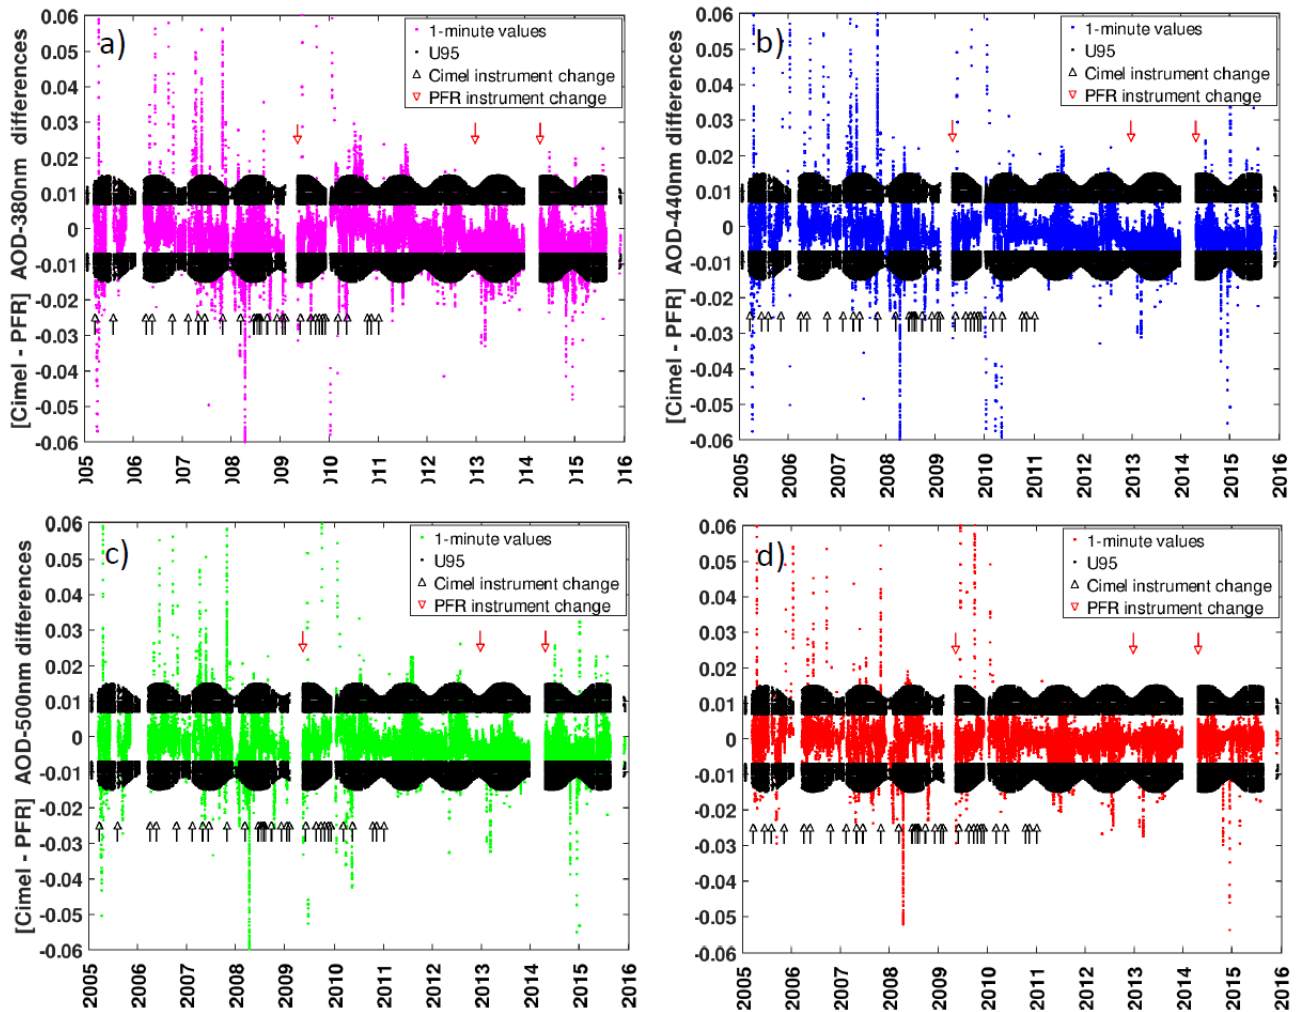 a)
1-minute values
U95
Cimel instrument change
PFR instrument change
[Cimel - PFR] AOD-380nm differences
0.06
0.05
0.04
0.03
0.02
0.01
0
-0.01
-0.02
-0.03
-0.04
-0.05
-0.06
)05 )06 )07 )08 )09 )10 )11 )12 )13 )14 )15 )16
b)
1-minute values
U95
Cimel instrument change
PFR instrument change
[Cimel - PFR] AOD-440nm differences
0.06
0.05
0.04
0.03
0.02
0.01
0
-0.01
-0.02
-0.03
-0.04
-0.05
-0.06
2005 2006 2007 2008 2009 2010 2011 2012 2013 2014 2015 2016
c)
1-minute values
U95
Cimel instrument change
PFR instrument change
[Cimel - PFR] AOD-500nm differences
0.06
0.05
0.04
0.03
0.02
0.01
0
-0.01
-0.02
-0.03
-0.04
-0.05
-0.06
2005 2006 2007 2008 2009 2010 2011 2012 2013 2014 2015 2016
d)
1-minute values
U95
Cimel instrument change
PFR instrument change
0.06
0.05
0.04
0.03
0.02
0.01
0
-0.01
-0.02
-0.03
-0.04
-0.05
-0.06
2005 2006 2007 2008 2009 2010 2011 2012 2013 2014 2015 2016